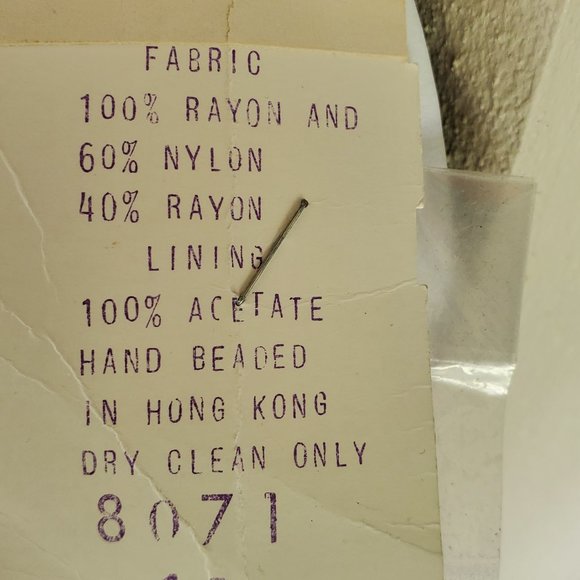 FABRIC
100% RAYON AND
60% NYLON
40% RAYON
LINING
100% ACETATE
HAND BEADED
IN HONG KONG
DRY CLEAN ONLY
8071